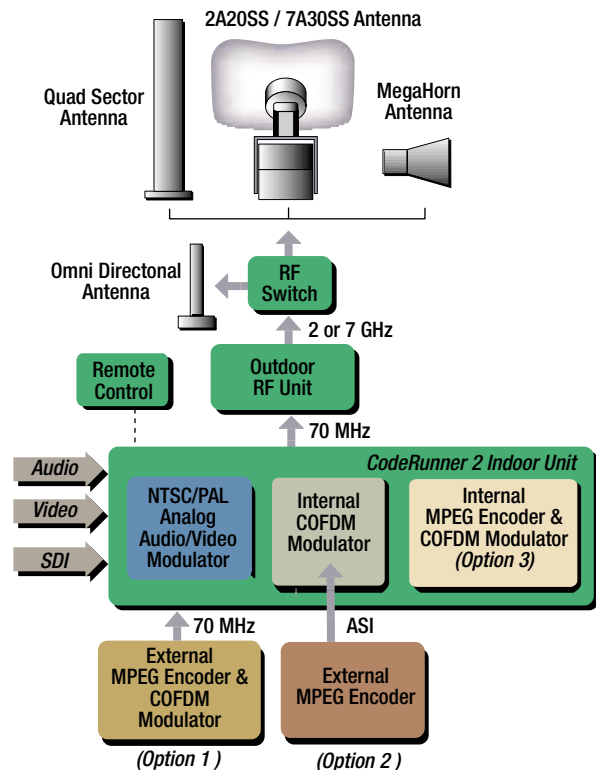 2A20SS / 7A30SS Antenna
Quad Sector
Antenna
MegaHorn
Antenna
Omni Directonal
Antenna
RF
Switch
2 or 7 GHz
Remote
Control
Outdoor
RF Unit
70 MHz
CodeRunner 2 Indoor Unit
Audio
Video
SDI
NTSC/PAL
Analog
Audio/Video
Modulator
Internal
COFDM
Modulator
Internal
MPEG Encoder &
COFDM Modulator
(Option 3)
70 MHz
ASI
External
MPEG Encoder &
COFDM
Modulator
External
MPEG Encoder
(Option 1 )
(Option 2 )